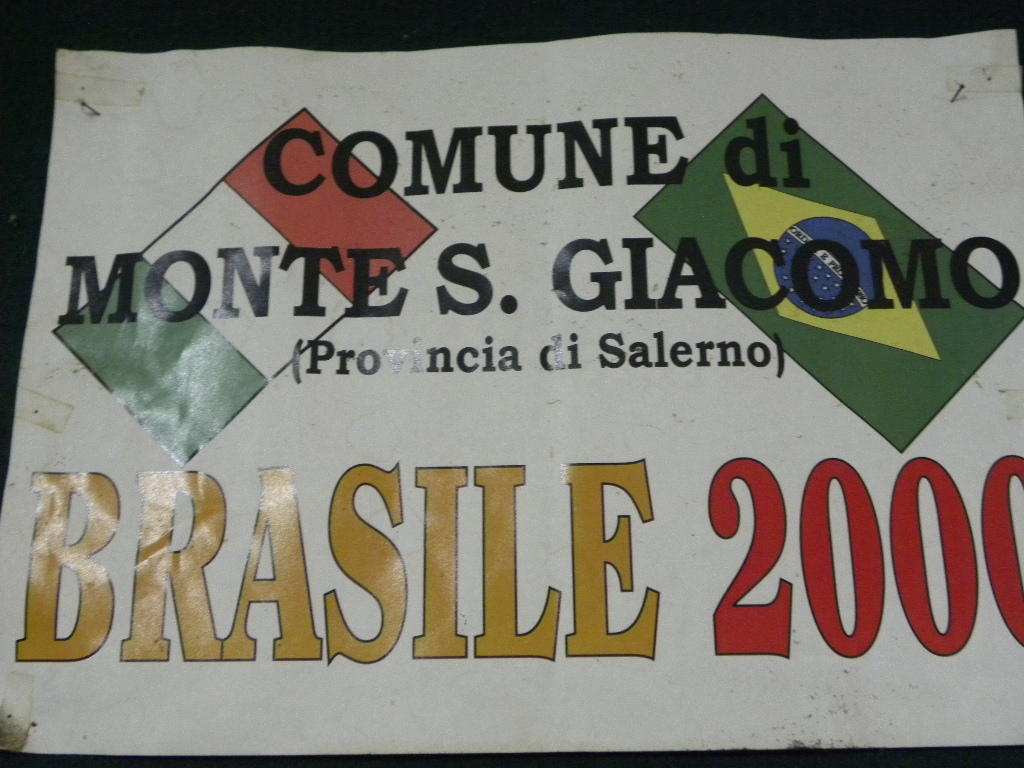 COMUNE di
MONTE S. GIACOMO
(Provincia di Salerno)
BRASILE 2000